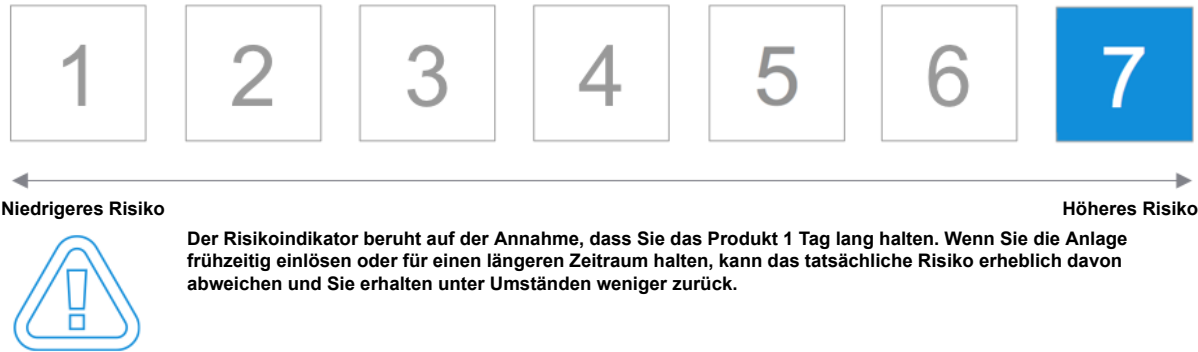 1 2 3 4 5 6 7
Niedrigeres Risiko Höheres Risiko
Der Risikoindikator beruht auf der Annahme, dass Sie das Produkt 1 Tag lang halten. Wenn Sie die Anlage
frühzeitig einlösen oder für einen längeren Zeitraum halten, kann das tatsächliche Risiko erheblich davon
abweichen und Sie erhalten unter Umständen weniger zurück.